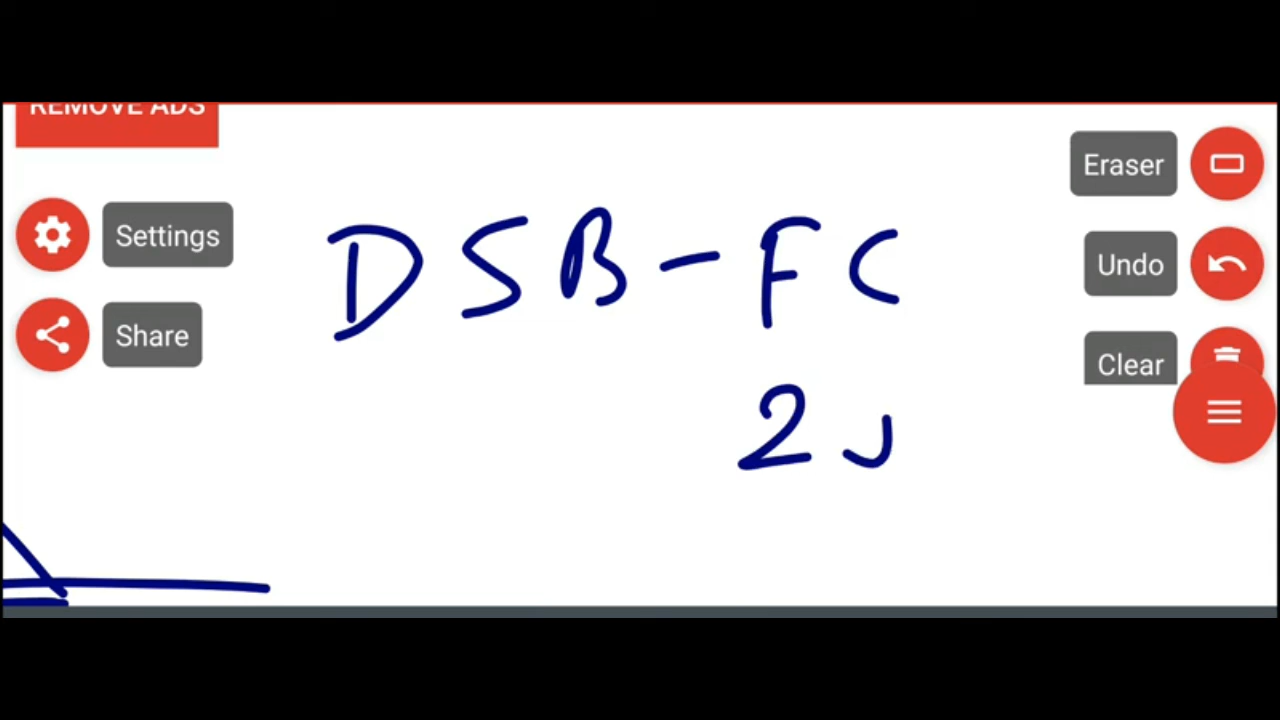 REMOVE ADS
Settings
Share
DSB-FC
2
Eraser
Undo
Clear